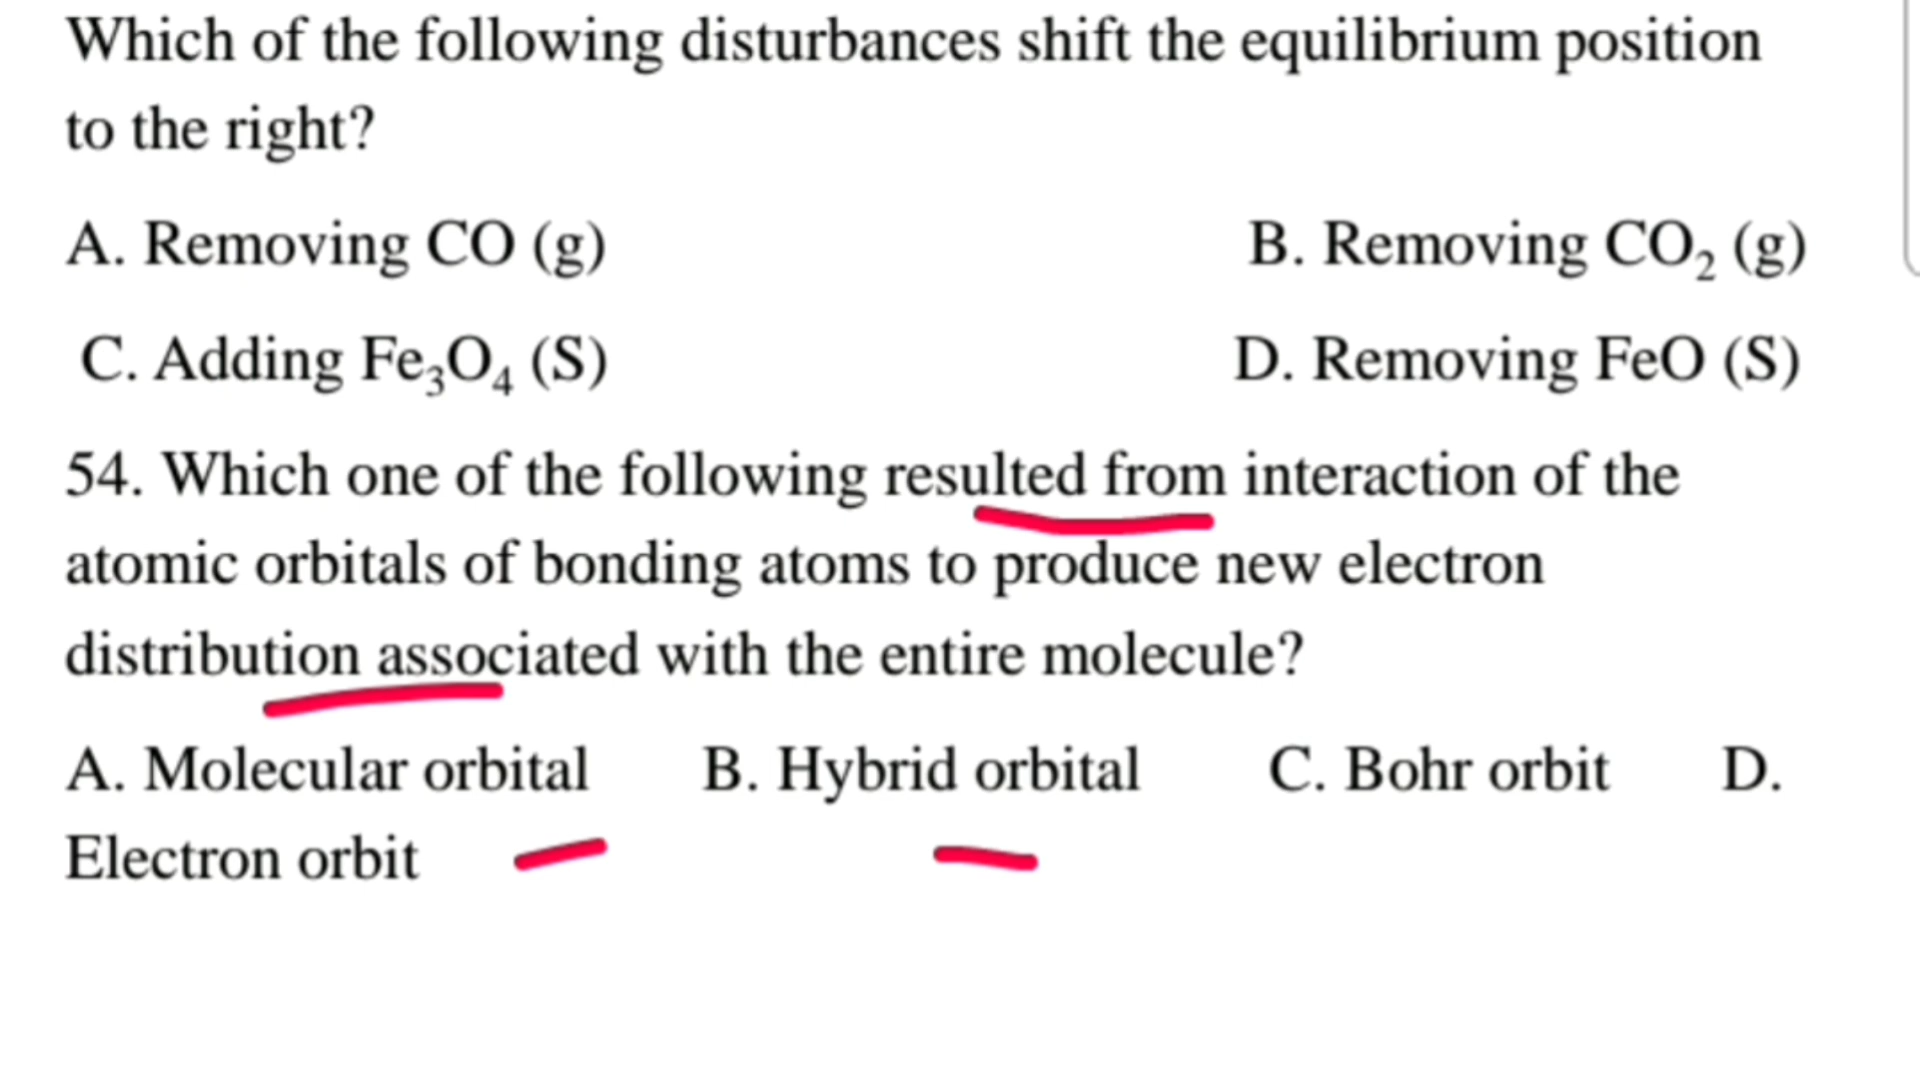 Which of the following disturbances shift the equilibrium position
to the right?
A. Removing CO (g) B. Removing CO₂ (g)
C. Adding Fe₃O₄ (S) D. Removing FeO (S)
54. Which one of the following resulted from interaction of the
atomic orbitals of bonding atoms to produce new electron
distribution associated with the entire molecule?
A. Molecular orbital B. Hybrid orbital C. Bohr orbit D.
Electron orbit